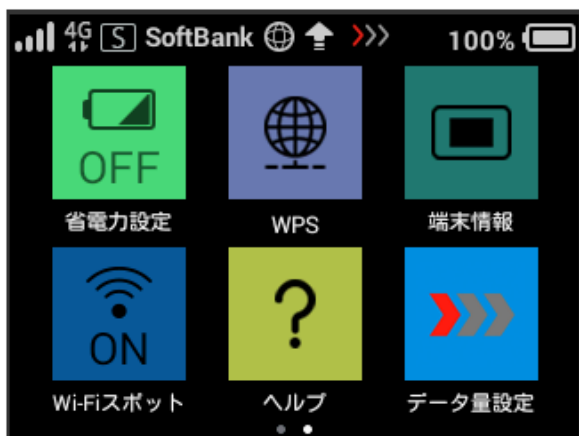 4G S SoftBank 100%
OFF
省電力設定 WPS 端末情報
ON ?
Wi-Fiスポット ヘルプ データ量設定